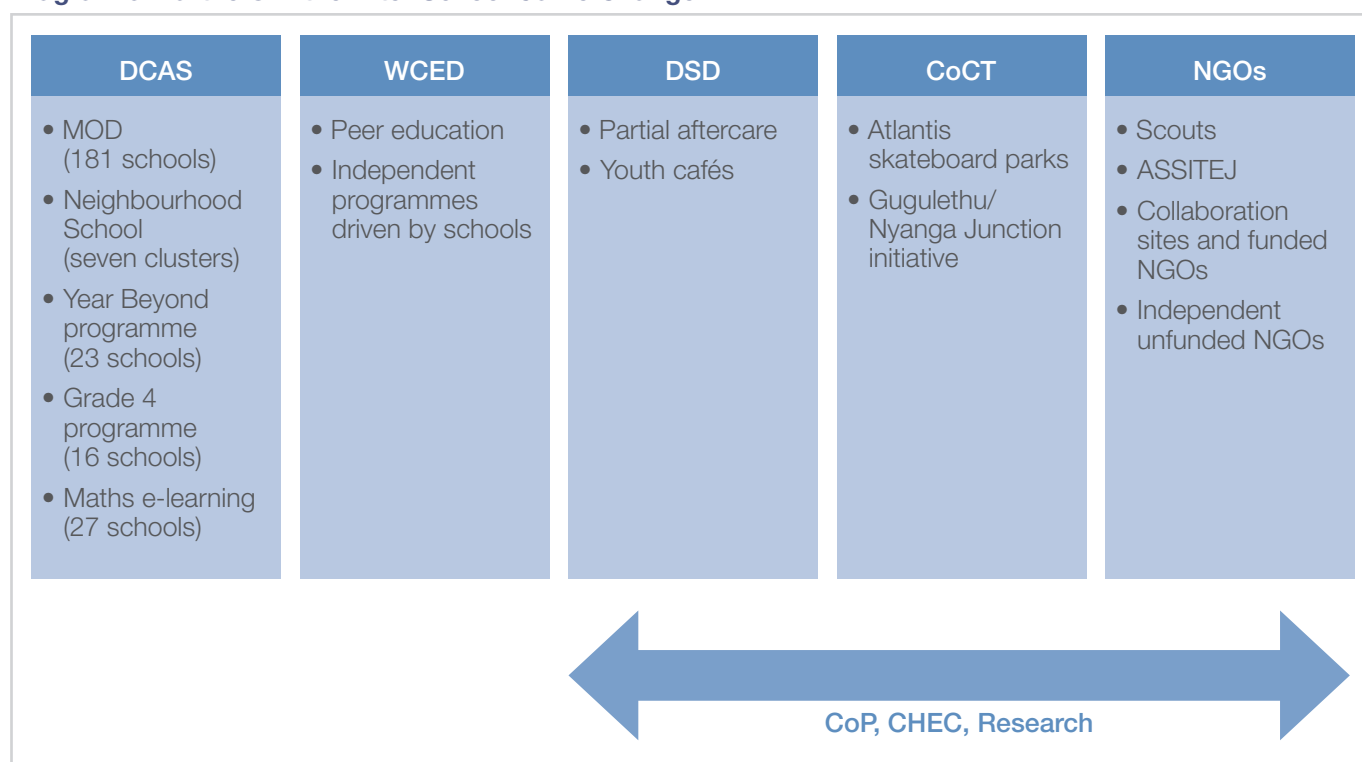 DCAS
• MOD
(181 schools)
• Neighbourhood
School
(seven clusters)
• Year Beyond
programme
(23 schools)
• Grade 4
programme
(16 schools)
• Maths e-learning
(27 schools)
WCED
• Peer education
• Independent
programmes
driven by schools
DSD
• Partial aftercare
• Youth cafés
CoCT
• Atlantis
skateboard parks
• Gugulethu/
Nyanga Junction
initiative
NGOs
• Scouts
• ASSITEJ
• Collaboration
sites and funded
NGOs
• Independent
unfunded NGOs
CoP, CHEC, Research